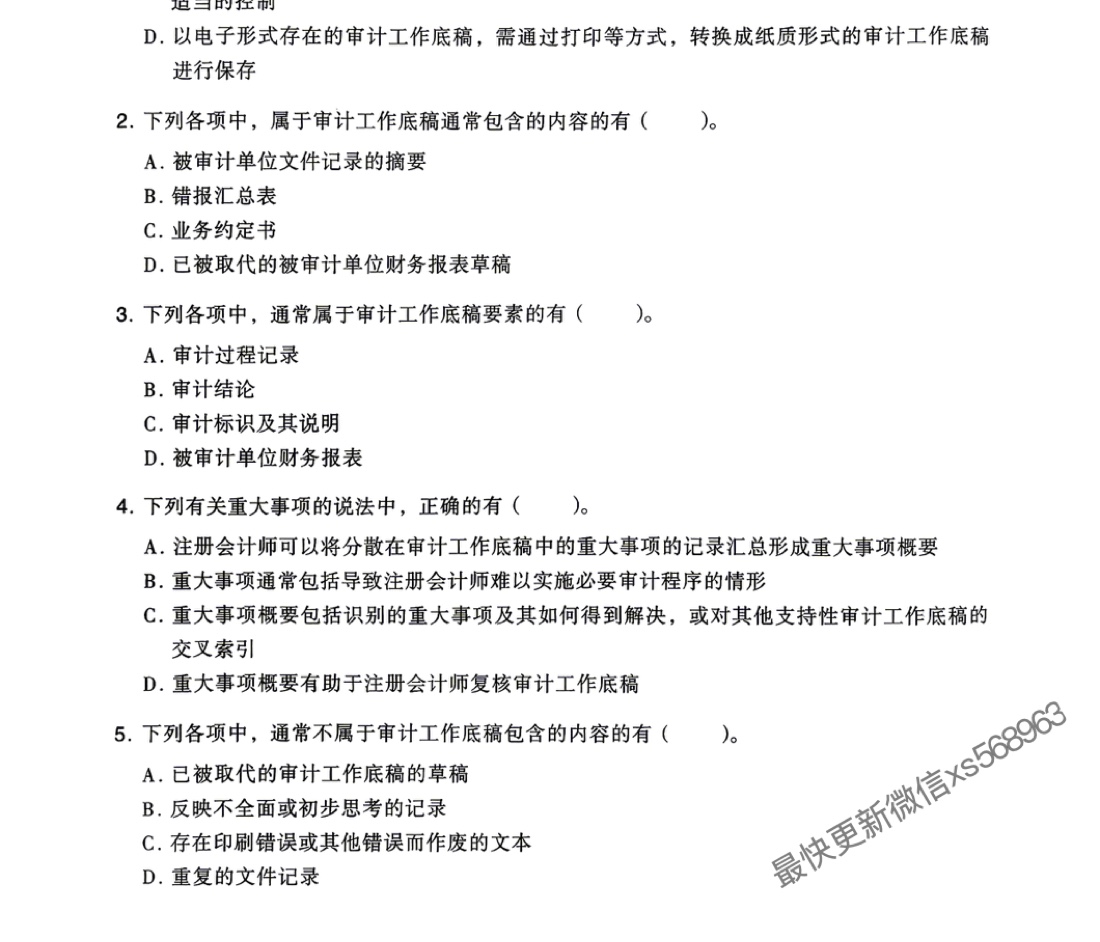 适当的控制
D. 以电子形式存在的审计工作底稿，需通过打印等方式，转换成纸质形式的审计工作底稿
进行保存
2. 下列各项中，属于审计工作底稿通常包含的内容的有（　　）。
A. 被审计单位文件记录的摘要
B. 错报汇总表
C. 业务约定书
D. 已被取代的被审计单位财务报表草稿
3. 下列各项中，通常属于审计工作底稿要素的有（　　）。
A. 审计过程记录
B. 审计结论
C. 审计标识及其说明
D. 被审计单位财务报表
4. 下列有关重大事项的说法中，正确的有（　　）。
A. 注册会计师可以将分散在审计工作底稿中的重大事项的记录汇总形成重大事项概要
B. 重大事项通常包括导致注册会计师难以实施必要审计程序的情形
C. 重大事项概要包括识别的重大事项及其如何得到解决，或对其他支持性审计工作底稿的
交叉索引
D. 重大事项概要有助于注册会计师复核审计工作底稿
5. 下列各项中，通常不属于审计工作底稿包含的内容的有（　　）。
A. 已被取代的审计工作底稿的草稿
B. 反映不全面或初步思考的记录
C. 存在印刷错误或其他错误而作废的文本
D. 重复的文件记录
最快更新微信xs568963